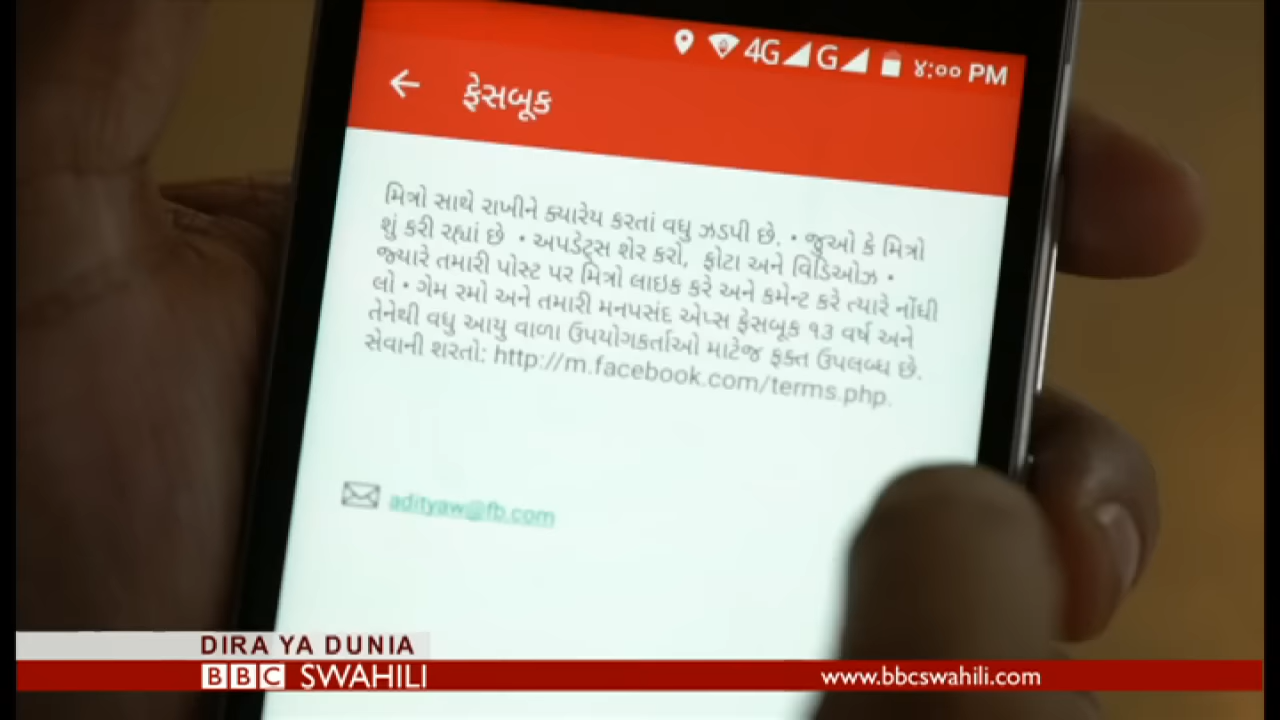 4G G ૪:૦૦ PM
ફેસબૂક
મિત્રો સાથે રાખીને ક્યારેય કરતાં વધુ ઝડપી છે. • જુઓ કે મિત્રો
શું કરી રહ્યાં છે • અપડેટ્સ શેર કરો, ફોટા અને વિડિઓઝ •
જ્યારે તમારી પોસ્ટ પર મિત્રો લાઇક કરે અને કમેન્ટ કરે ત્યારે નોંધી
લો • ગેમ રમો અને તમારી મનપસંદ એપ્સ ફેસબૂક ૧૩ વર્ષ અને
તેનેથી વધુ આયુ વાળા ઉપયોગકર્તાઓ માટેજ ફક્ત ઉપલબ્ધ છે.
સેવાની શરતો: http://m.facebook.com/terms.php.
adityaw@fb.com
DIRA YA DUNIA
BBC SWAHILI
www.bbcswahili.com